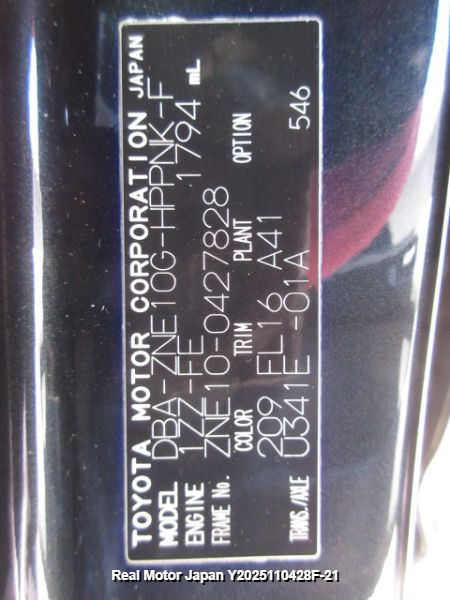 TOYOTA MOTOR CORPORATION JAPAN
MODEL DBA-ZNE10G-HPPNK-F
ENGINE 1ZZ-FE 1794 mL
FRAME No. ZNE10-0427828
COLOR TRIM PLANT OPTION
209 FL16 A41 546
TRANS./AXLE U341E -01A
Real Motor Japan Y2025110428F-21